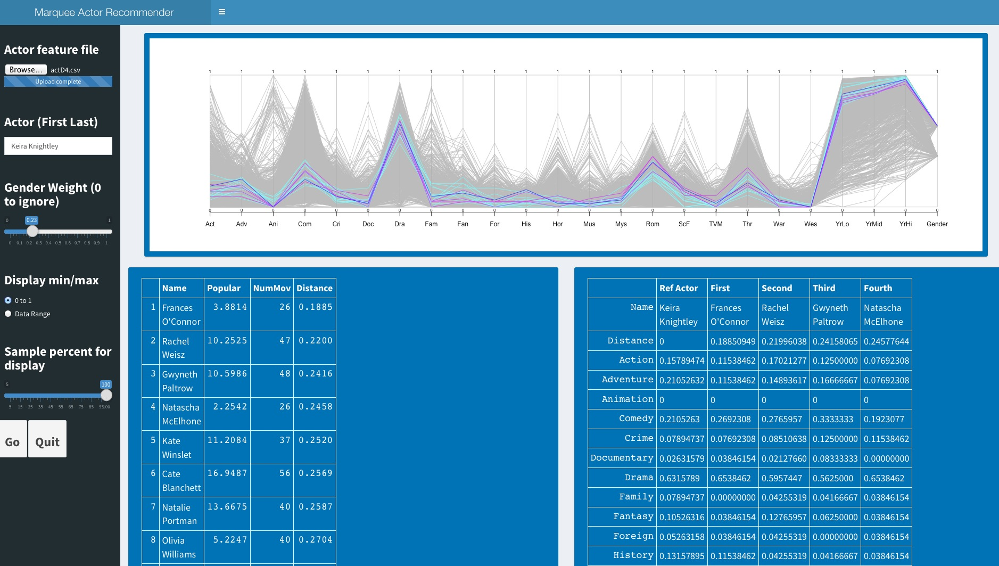 Marquee Actor Recommender
Actor feature file
Browse... actD4.csv
Upload complete
Actor (First Last)
Keira Knightley
Gender Weight (0
to ignore)
0 0.23 1
0 0.1 0.2 0.3 0.4 0.5 0.6 0.7 0.8 0.9 1
Display min/max
0 to 1
Data Range
Sample percent for
display
5 100
5 15 25 35 45 55 65 75 85 95 100
Go Quit
1 1 1 1 1 1 1 1 1 1 1 1 1 1 1 1 1 1 1 1 1 1 1 1
0 0 0 0 0 0 0 0 0 0 0 0 0 0 0 0 0 0 0 0 0 0 0 0
Act Adv Ani Com Cri Doc Dra Fam Fan For His Hor Mus Mys Rom ScF TVM Thr War Wes YrLo YrMid YrHi Gender
Name Popular NumMov Distance
1 Frances 3.8814 26 0.1885
O'Connor
2 Rachel 10.2525 47 0.2200
Weisz
3 Gwyneth 10.5986 48 0.2416
Paltrow
4 Natascha 2.2542 26 0.2458
McElhone
5 Kate 11.2084 37 0.2520
Winslet
6 Cate 16.9487 56 0.2569
Blanchett
7 Natalie 13.6675 40 0.2587
Portman
8 Olivia 5.2247 40 0.2704
Williams
Ref Actor First Second Third Fourth
Name Keira Frances Rachel Gwyneth Natascha
Knightley O'Connor Weisz Paltrow McElhone
Distance 0 0.18850949 0.21996038 0.24158065 0.24577644
Action 0.15789474 0.11538462 0.17021277 0.12500000 0.07692308
Adventure 0.21052632 0.11538462 0.14893617 0.16666667 0.07692308
Animation 0 0 0 0 0
Comedy 0.2105263 0.2692308 0.2765957 0.3333333 0.1923077
Crime 0.07894737 0.07692308 0.08510638 0.12500000 0.11538462
Documentary 0.02631579 0.03846154 0.02127660 0.08333333 0.00000000
Drama 0.6315789 0.6538462 0.5957447 0.5625000 0.6538462
Family 0.07894737 0.00000000 0.04255319 0.04166667 0.03846154
Fantasy 0.10526316 0.03846154 0.12765957 0.06250000 0.03846154
Foreign 0.05263158 0.03846154 0.04255319 0.00000000 0.03846154
History 0.13157895 0.11538462 0.04255319 0.04166667 0.03846154